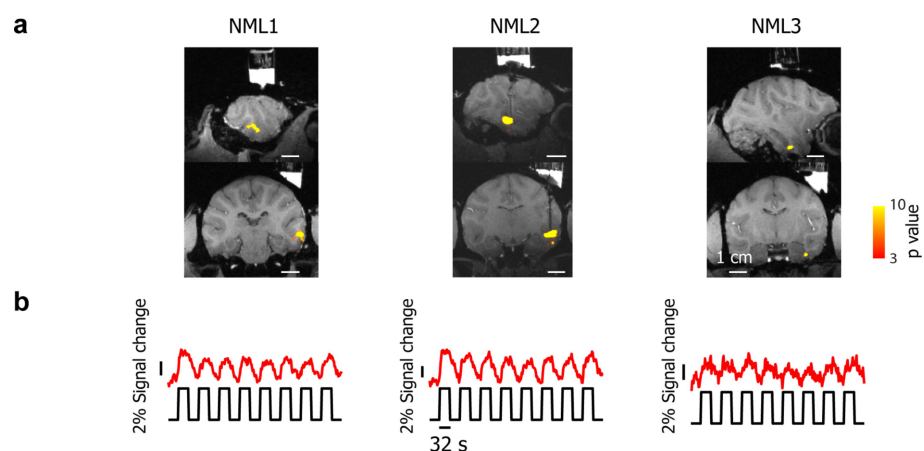 a
NML1
NML2
NML3
10
p value
3
1 cm
b
2% Signal change
2% Signal change
2% Signal change
32 s